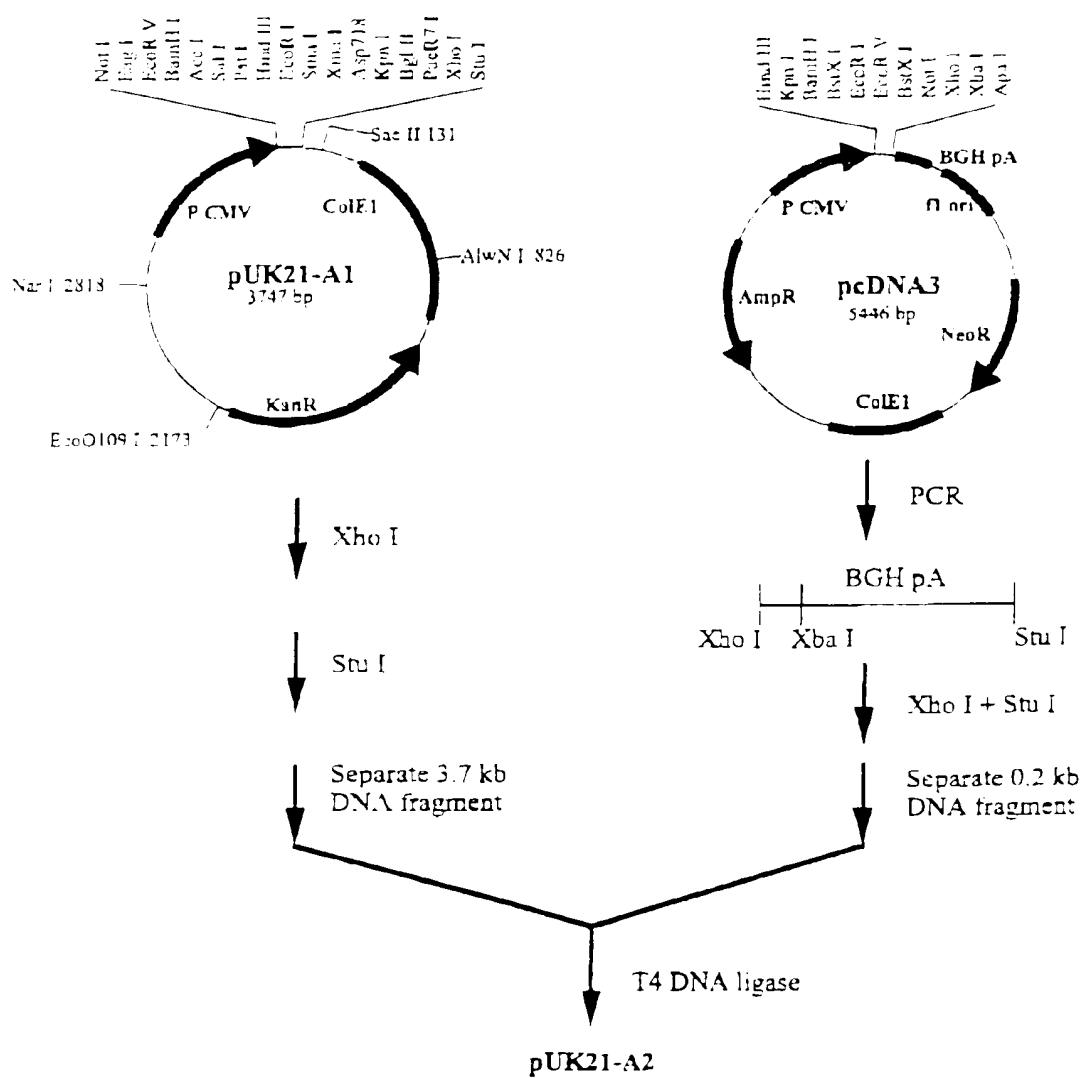 Not I
Eag I
EcoR V
BamH I
Acc I
Sal I
Pst I
Hind III
EcoR I
Sma I
Xma I
Asp718
Kpn I
Bgl II
PaeR7 I
Xho I
Stu I
Sac II 131
P CMV
ColE1
AlwN I 826
pUK21-A1
3747 bp
Nar I 2818
KanR
EcoO109 I 2173
Hind III
Kpn I
BamH I
BstX I
EcoR I
EcoR V
BstX I
Not I
Xho I
Xba I
Apa I
BGH pA
P CMV
f1 ori
AmpR
pcDNA3
5446 bp
NeoR
ColE1
Xho I
Stu I
Separate 3.7 kb
DNA fragment
PCR
BGH pA
Xho I
Xba I
Stu I
Xho I + Stu I
Separate 0.2 kb
DNA fragment
T4 DNA ligase
pUK21-A2